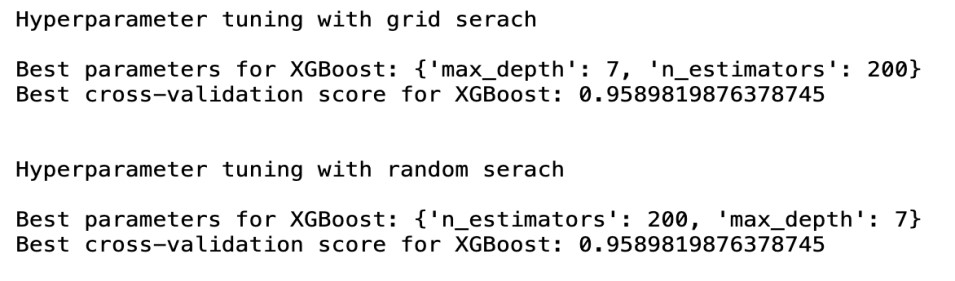 Hyperparameter tuning with grid serach
Best parameters for XGBoost: {'max_depth': 7, 'n_estimators': 200}
Best cross-validation score for XGBoost: 0.9589819876378745
Hyperparameter tuning with random serach
Best parameters for XGBoost: {'n_estimators': 200, 'max_depth': 7}
Best cross-validation score for XGBoost: 0.9589819876378745